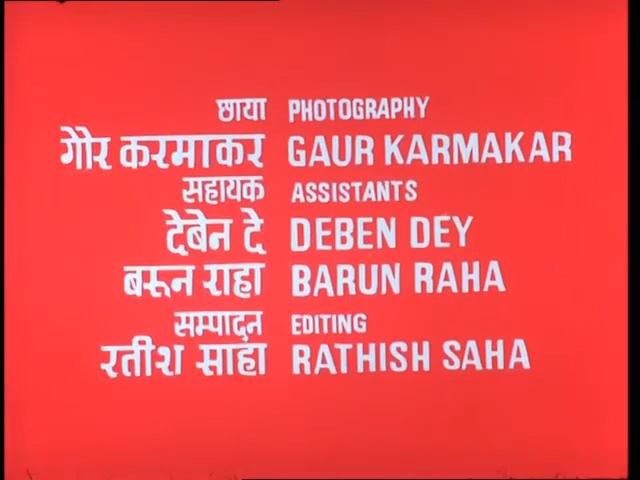 छाया PHOTOGRAPHY
गौर करमाकर GAUR KARMAKAR
सहायक ASSISTANTS
देबेन दे DEBEN DEY
बरून राहा BARUN RAHA
सम्पादन EDITING
रतीश साहा RATHISH SAHA